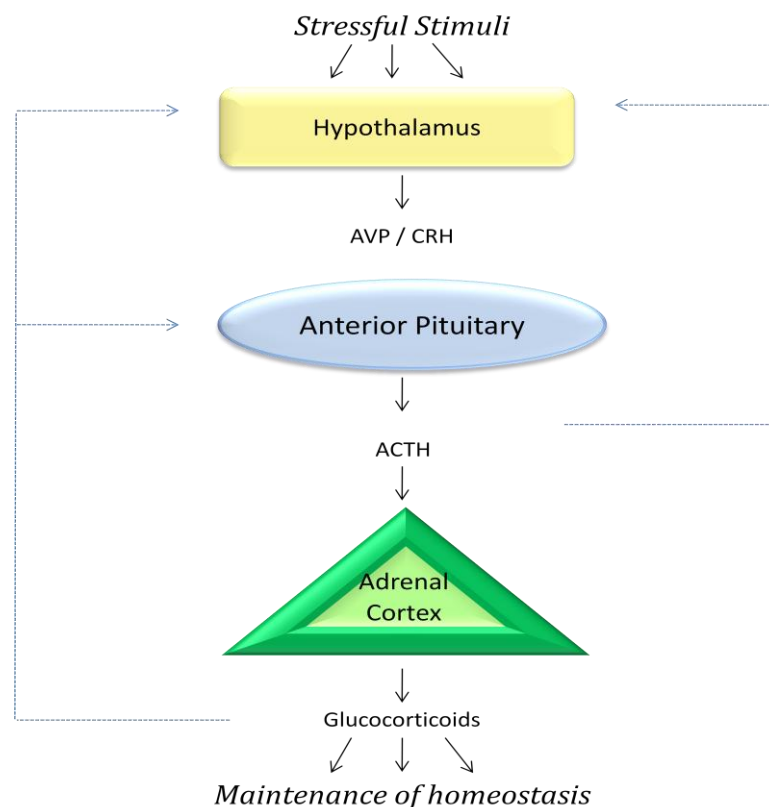 Stressful Stimuli
Hypothalamus
AVP / CRH
Anterior Pituitary
ACTH
Adrenal
Cortex
Glucocorticoids
Maintenance of homeostasis